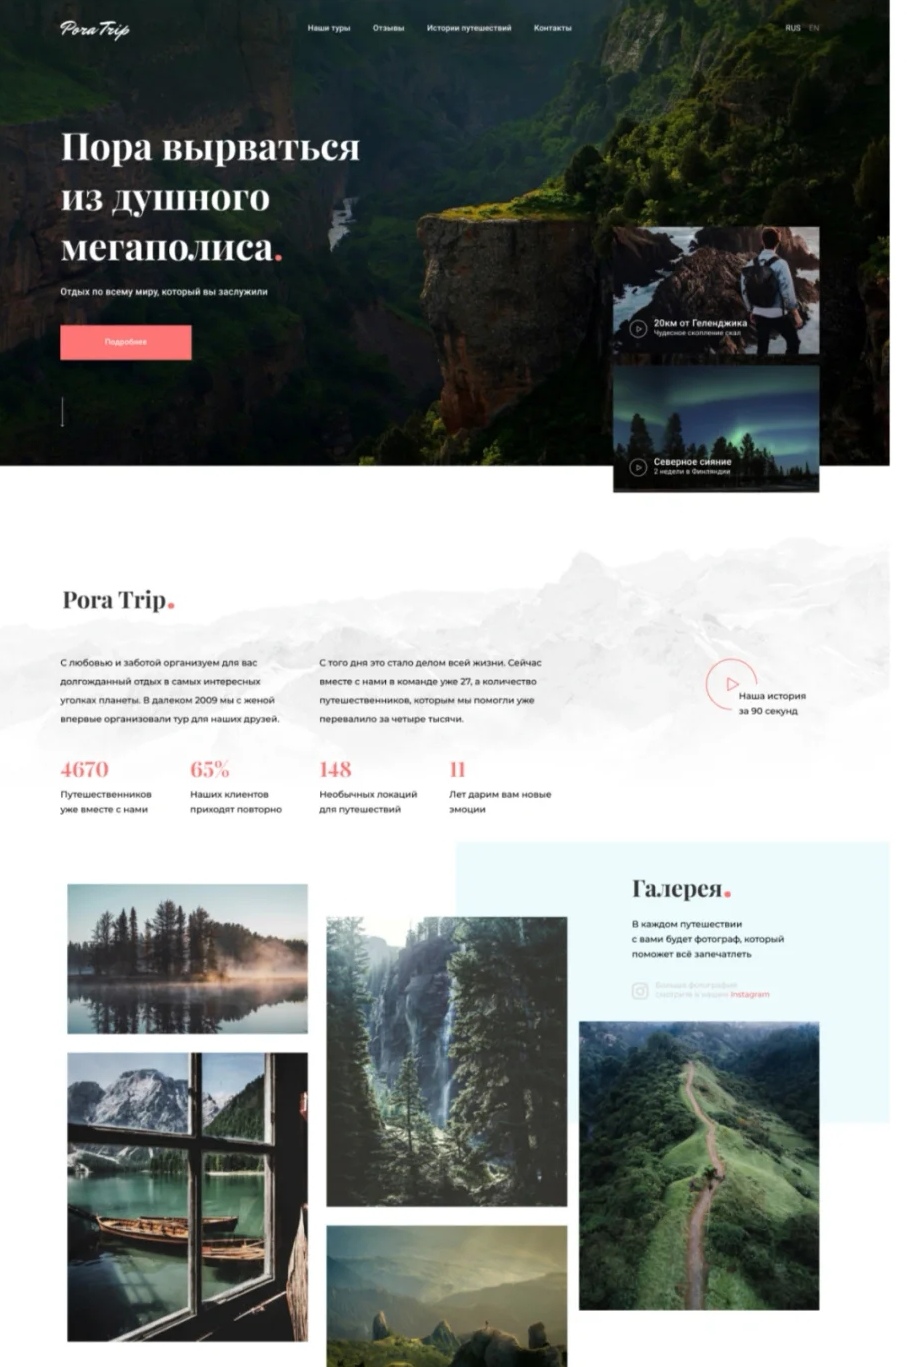 Pora Trip
Наши туры
Отзывы
Истории путешествий
Контакты
RUS EN
Пора вырваться
из душного
мегаполиса.
Отдых по всему миру, который вы заслужили
Подробнее
20км от Геленджика
Чудесное скопление скал
Северное сияние
2 недели в Финляндии
Pora Trip.
С любовью и заботой организуем для вас
долгожданный отдых в самых интересных
уголках планеты. В далеком 2009 мы с женой
впервые организовали тур для наших друзей.
С того дня это стало делом всей жизни. Сейчас
вместе с нами в команде уже 27, а количество
путешественников, которым мы помогли уже
перевалило за четыре тысячи.
Наша история
за 90 секунд
4670
Путешественников
уже вместе с нами
65%
Наших клиентов
приходят повторно
148
Необычных локаций
для путешествий
11
Лет дарим вам новые
эмоции
Галерея.
В каждом путешествии
с вами будет фотограф, который
поможет всё запечатлеть
Больше фотографий
смотрите в нашем Instagram